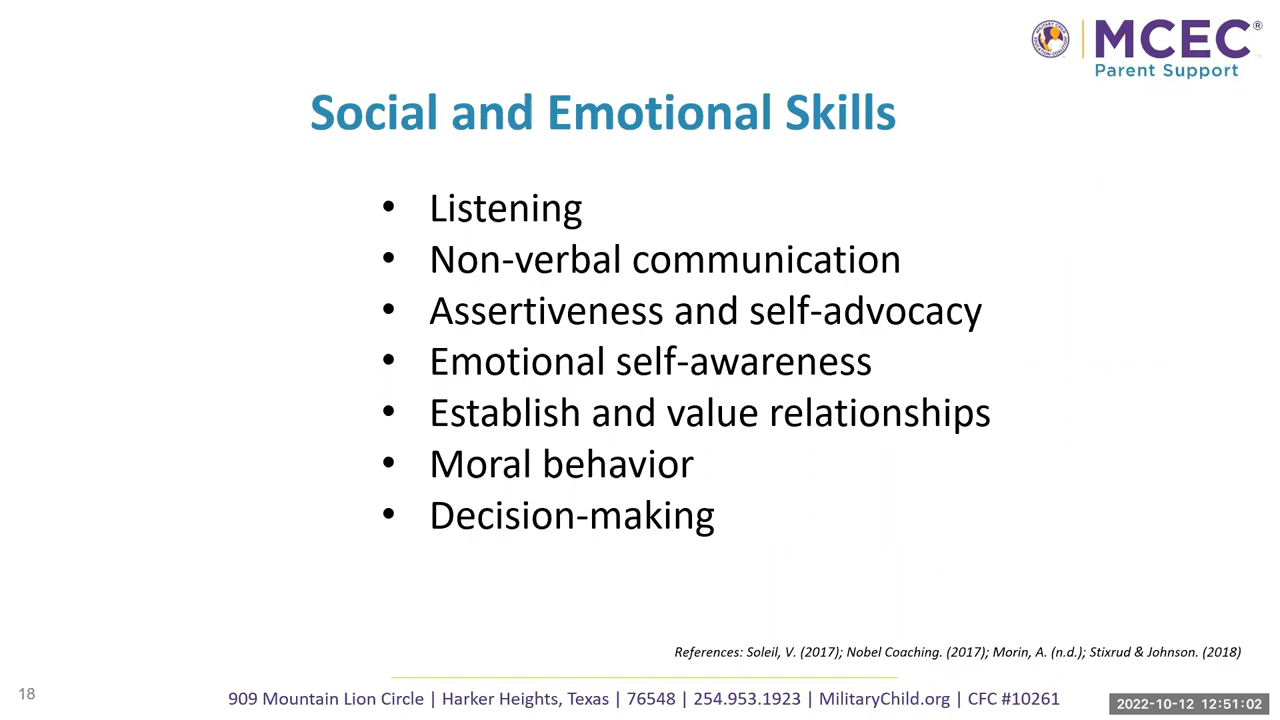 MCEC®
Parent Support
Social and Emotional Skills
• Listening
• Non-verbal communication
• Assertiveness and self-advocacy
• Emotional self-awareness
• Establish and value relationships
• Moral behavior
• Decision-making
References: Soleil, V. (2017); Nobel Coaching. (2017); Morin, A. (n.d.); Stixrud & Johnson. (2018)
18
909 Mountain Lion Circle | Harker Heights, Texas | 76548 | 254.953.1923 | MilitaryChild.org | CFC #10261
2022-10-12 12:51:02